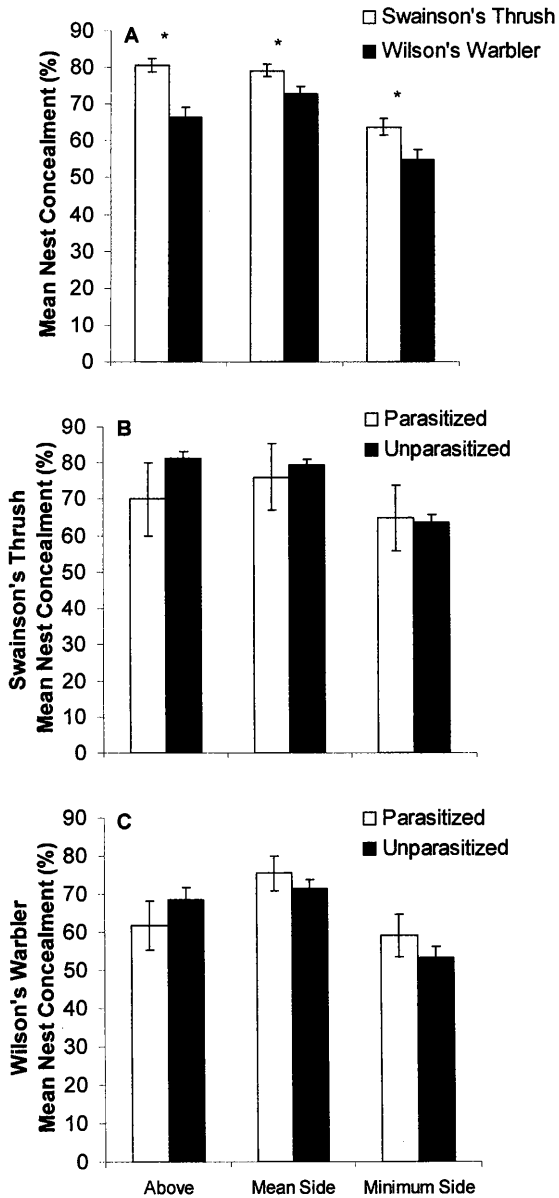 Swainson's Thrush
Wilson's Warbler
A
*
*
*
Mean Nest Concealment (%)
90
80
70
60
50
40
30
20
10
0
B
Parasitized
Unparasitized
Swainson's Thrush
Mean Nest Concealment (%)
90
80
70
60
50
40
30
20
10
0
C
Parasitized
Unparasitized
Wilson's Warbler
Mean Nest Concealment (%)
90
80
70
60
50
40
30
20
10
0
Above Mean Side Minimum Side